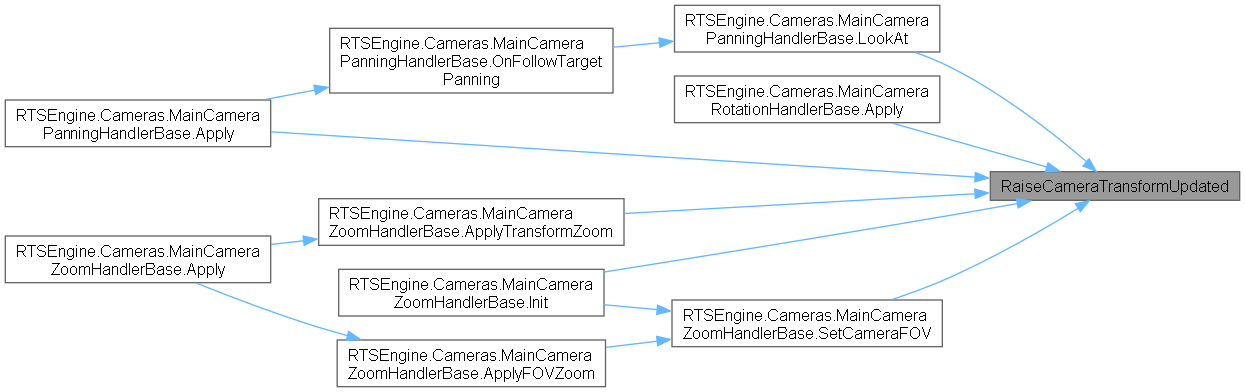 RTSEngine.Cameras.MainCamera
PanningHandlerBase.LookAt
RTSEngine.Cameras.MainCamera
PanningHandlerBase.OnFollowTarget
Panning
RTSEngine.Cameras.MainCamera
RotationHandlerBase.Apply
RTSEngine.Cameras.MainCamera
PanningHandlerBase.Apply
RaiseCameraTransformUpdated
RTSEngine.Cameras.MainCamera
ZoomHandlerBase.ApplyTransformZoom
RTSEngine.Cameras.MainCamera
ZoomHandlerBase.Apply
RTSEngine.Cameras.MainCamera
ZoomHandlerBase.Init
RTSEngine.Cameras.MainCamera
ZoomHandlerBase.SetCameraFOV
RTSEngine.Cameras.MainCamera
ZoomHandlerBase.ApplyFOVZoom